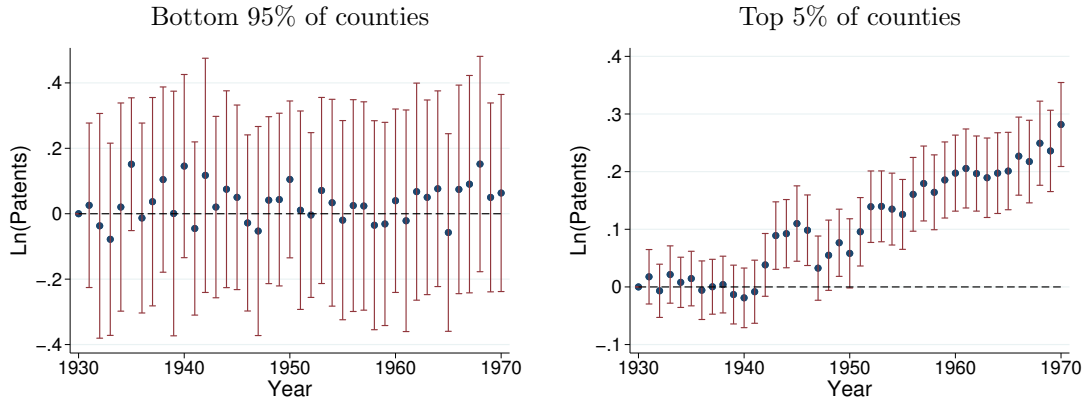 Bottom 95% of counties
Ln(Patents)
.4
.2
0
−.2
−.4
1930 1940 1950 1960 1970
Year
Top 5% of counties
Ln(Patents)
.4
.3
.2
.1
0
−.1
1930 1940 1950 1960 1970
Year